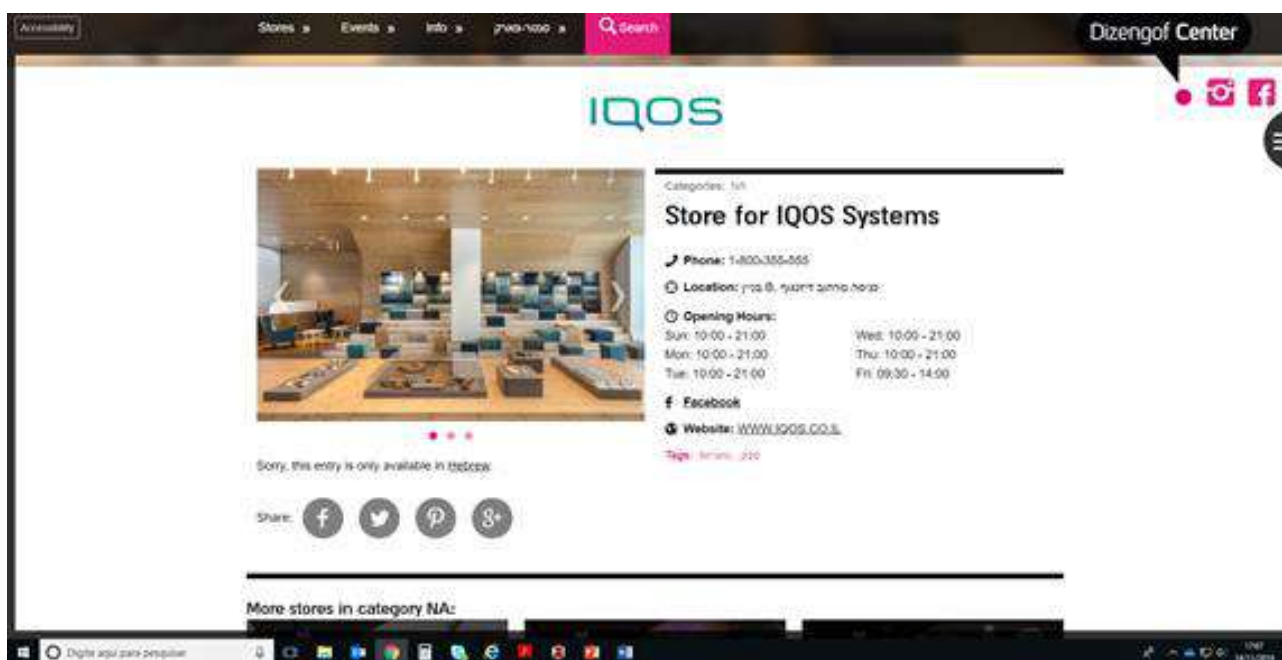 Accessibility
Stores »
Events »
Info »
»
Search
Dizengof Center
IQOS
Categories: NA
Store for IQOS Systems
Phone: 1-800-355-555
Location: בניין B, כניסה מרחוב דיזנגוף
Opening Hours:
Sun: 10:00 - 21:00
Wed: 10:00 - 21:00
Mon: 10:00 - 21:00
Thu: 10:00 - 21:00
Tue: 10:00 - 21:00
Fri: 09:30 - 14:00
Facebook
Website: WWW.IQOS.CO.IL
Tags:
Sorry, this entry is only available in Hebrew.
Share:
More stores in category NA:
Digite aqui para pesquisar